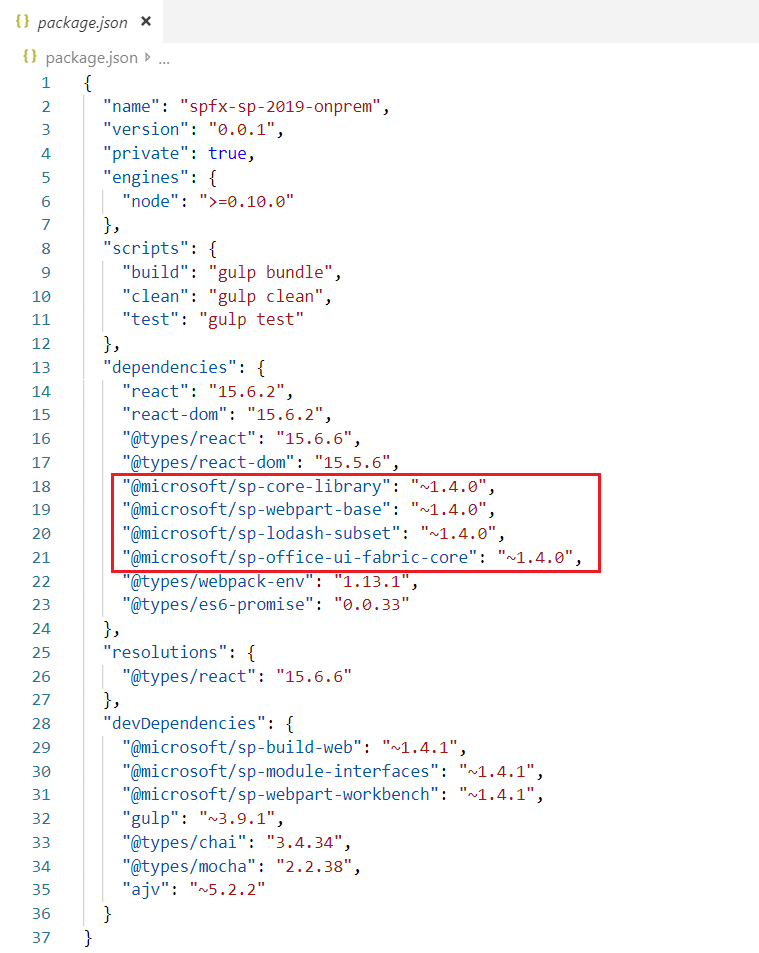 {} package.json ×
{} package.json ▸ ...
1 {
2 "name": "spfx-sp-2019-onprem",
3 "version": "0.0.1",
4 "private": true,
5 "engines": {
6 "node": ">=0.10.0"
7 },
8 "scripts": {
9 "build": "gulp bundle",
10 "clean": "gulp clean",
11 "test": "gulp test"
12 },
13 "dependencies": {
14 "react": "15.6.2",
15 "react-dom": "15.6.2",
16 "@types/react": "15.6.6",
17 "@types/react-dom": "15.5.6",
18 "@microsoft/sp-core-library": "~1.4.0",
19 "@microsoft/sp-webpart-base": "~1.4.0",
20 "@microsoft/sp-lodash-subset": "~1.4.0",
21 "@microsoft/sp-office-ui-fabric-core": "~1.4.0",
22 "@types/webpack-env": "1.13.1",
23 "@types/es6-promise": "0.0.33"
24 },
25 "resolutions": {
26 "@types/react": "15.6.6"
27 },
28 "devDependencies": {
29 "@microsoft/sp-build-web": "~1.4.1",
30 "@microsoft/sp-module-interfaces": "~1.4.1",
31 "@microsoft/sp-webpart-workbench": "~1.4.1",
32 "gulp": "~3.9.1",
33 "@types/chai": "3.4.34",
34 "@types/mocha": "2.2.38",
35 "ajv": "~5.2.2"
36 }
37 }